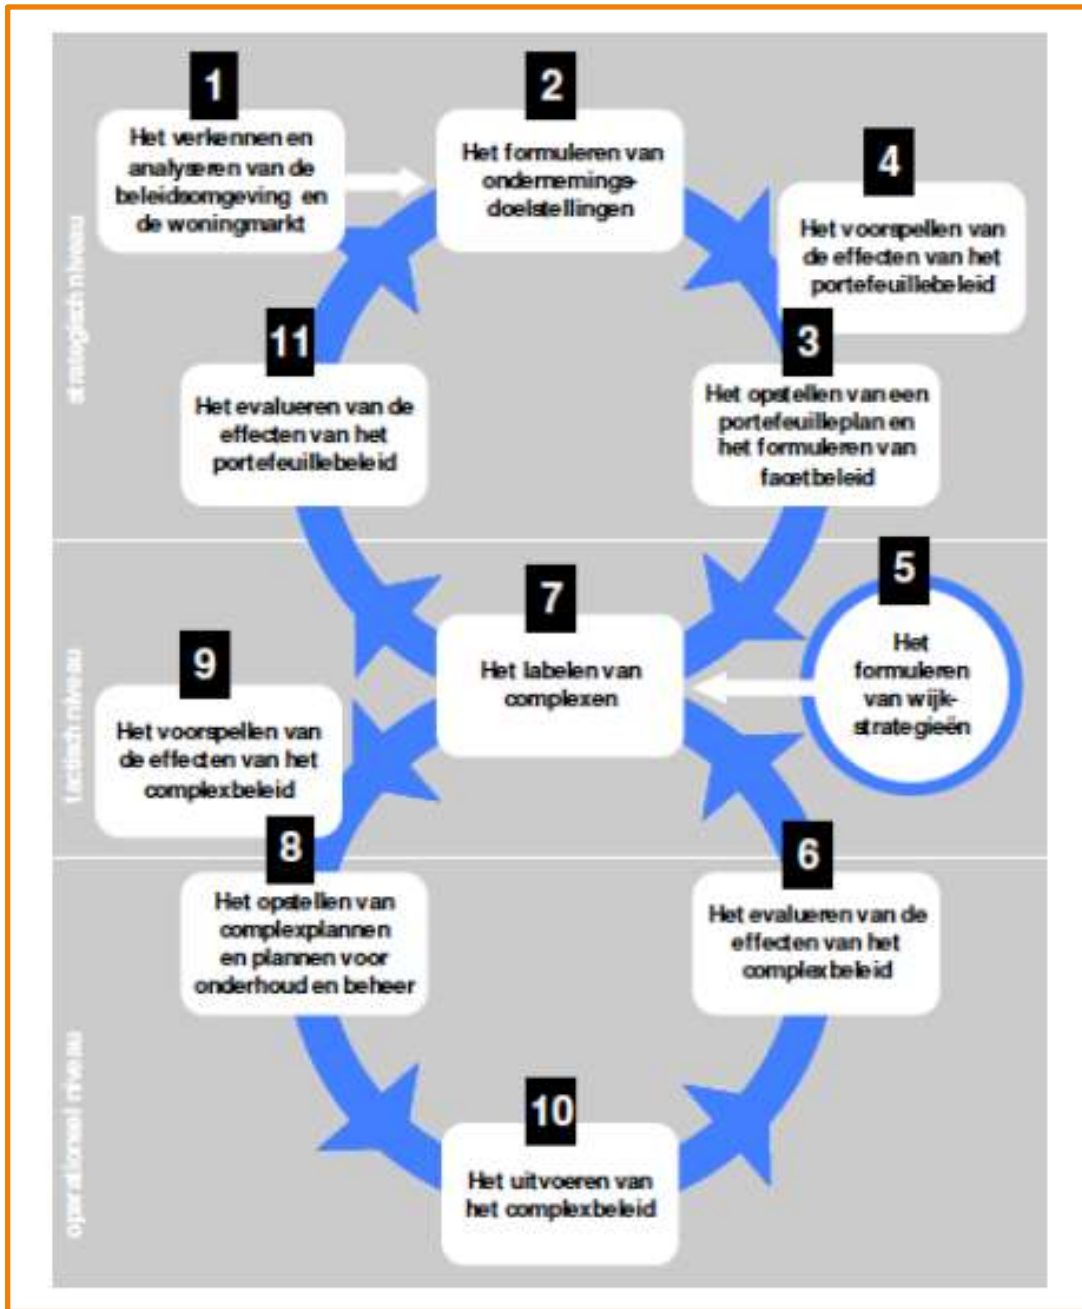 strategisch niveau
1
Het verkennen en
analyseren van de
beleidsomgeving en
de woningmarkt
2
Het formuleren van
ondernemings-
doelstellingen
4
Het voorspellen van
de effecten van het
portefeuillebeleid
11
Het evalueren van de
effecten van het
portefeuillebeleid
3
Het opstellen van een
portefeuilleplan en
het formuleren van
facetbeleid
tactisch niveau
5
Het
formuleren
van wijk-
strategieën
7
Het labelen van
complexen
9
Het voorspellen van
de effecten van het
complexbeleid
operationeel niveau
8
Het opstellen van
complexplannen
en plannen voor
onderhoud en beheer
6
Het evalueren van de
effecten van het
complexbeleid
10
Het uitvoeren van
het complexbeleid